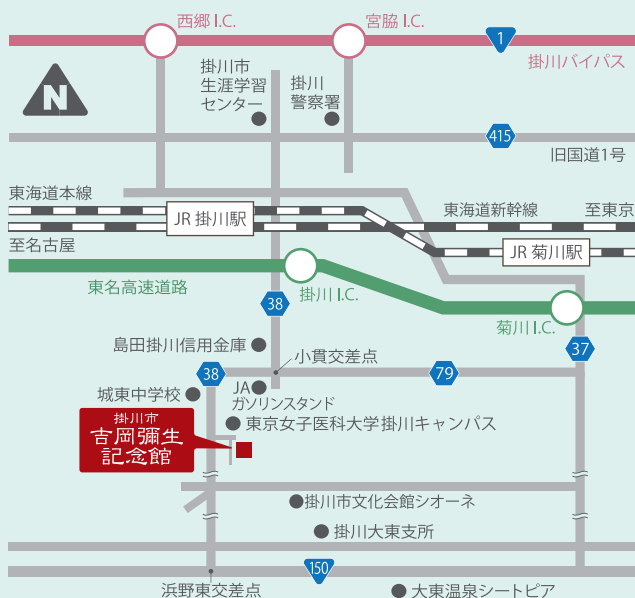 西郷 I.C.
宮脇 I.C.
1
掛川バイパス
掛川市
生涯学習
センター
掛川
警察署
N
415
旧国道1号
東海道本線
JR 掛川駅
東海道新幹線
至東京
至名古屋
JR 菊川駅
東名高速道路
掛川 I.C.
38
菊川 I.C.
島田掛川信用金庫
小貫交差点
37
38
79
城東中学校
JA
ガソリンスタンド
掛川市
吉岡彌生
記念館
東京女子医科大学掛川キャンパス
掛川市文化会館シオーネ
掛川大東支所
150
浜野東交差点
大東温泉シートピア